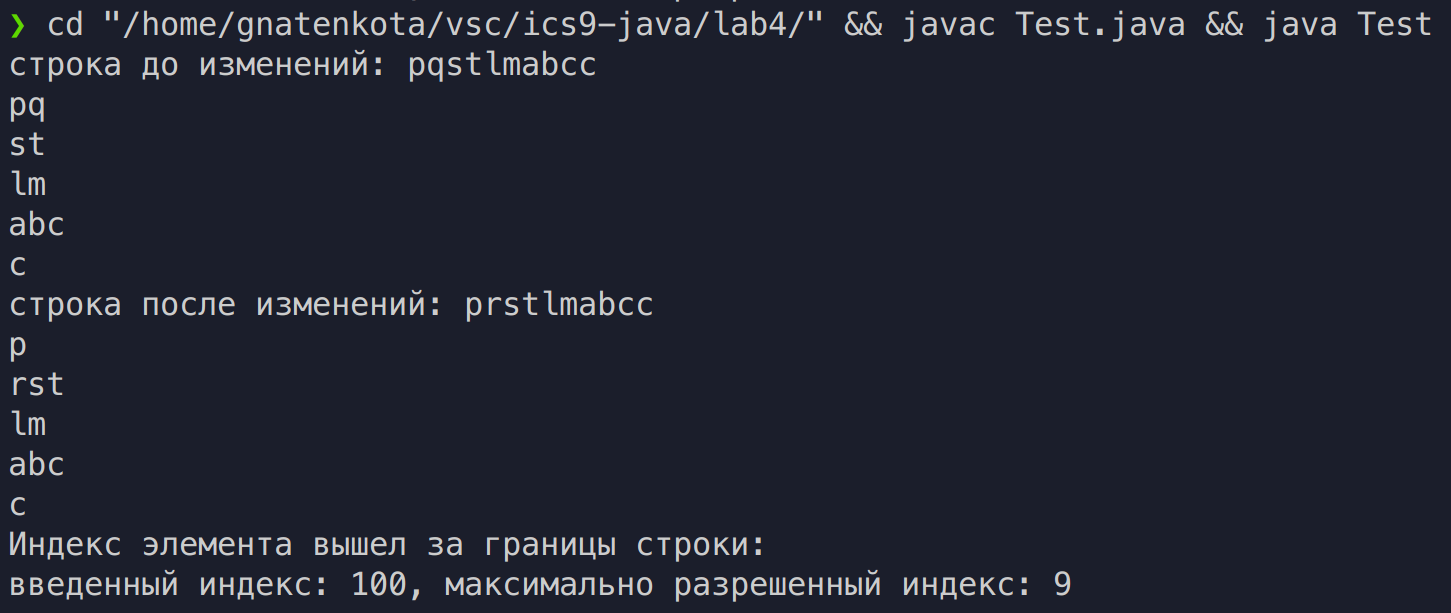 ❯ cd "/home/gnatenkota/vsc/ics9-java/lab4/" && javac Test.java && java Test
строка до изменений: pqstlmabcc
pq
st
lm
abc
c
строка после изменений: prstlmabcc
p
rst
lm
abc
c
Индекс элемента вышел за границы строки:
введенный индекс: 100, максимально разрешенный индекс: 9